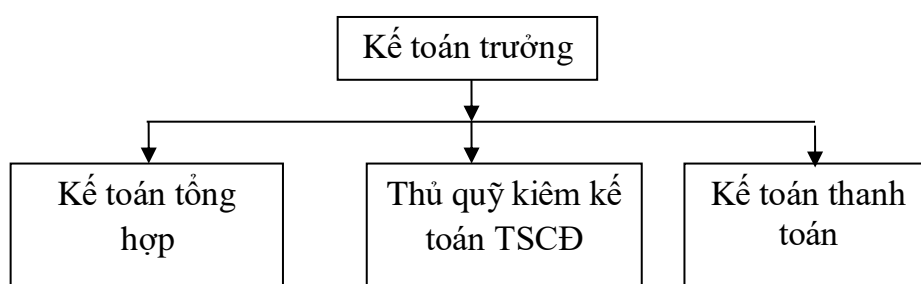 Kế toán trưởng
Kế toán tổng
hợp
Thủ quỹ kiêm kế
toán TSCĐ
Kế toán thanh
toán